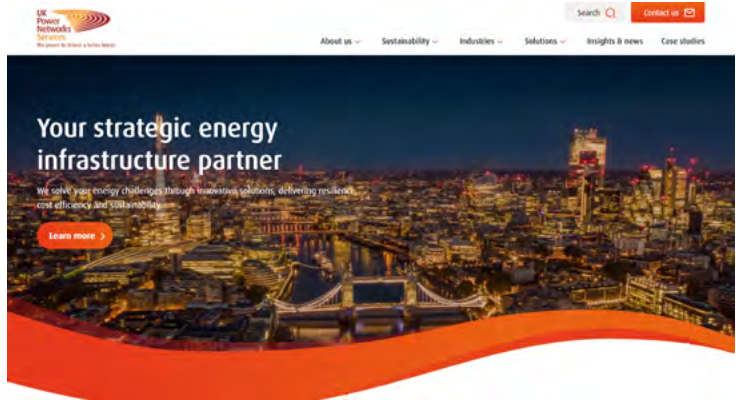 UK
Power
Networks
Services
Search
Contact us
About us
Sustainability
Industries
Solutions
Insights & news
Case studies
Your strategic energy
infrastructure partner
We solve your energy challenges through innovative solutions, delivering resilience,
cost efficiency and sustainability.
Learn more